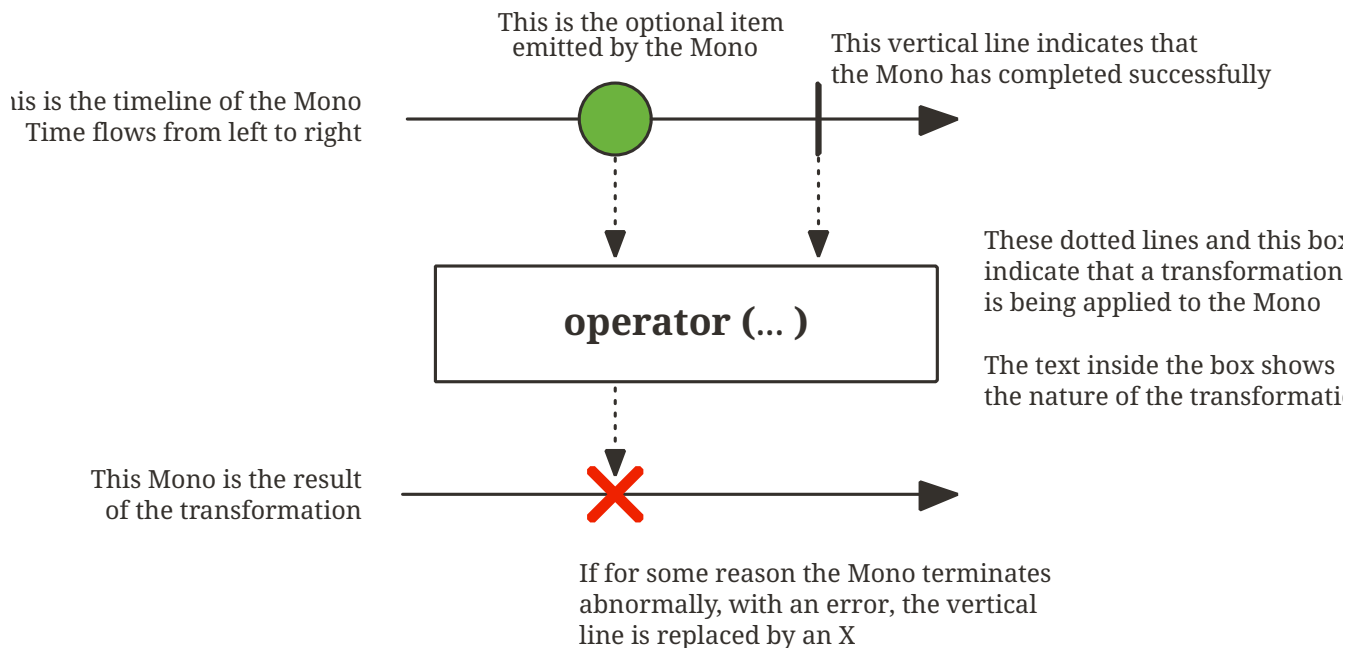 This is the optional item
emitted by the Mono
This vertical line indicates that
the Mono has completed successfully
is is the timeline of the Mono
Time flows from left to right
These dotted lines and this box
indicate that a transformation
is being applied to the Mono
operator (... )
The text inside the box shows
the nature of the transformati
This Mono is the result
of the transformation
If for some reason the Mono terminates
abnormally, with an error, the vertical
line is replaced by an X